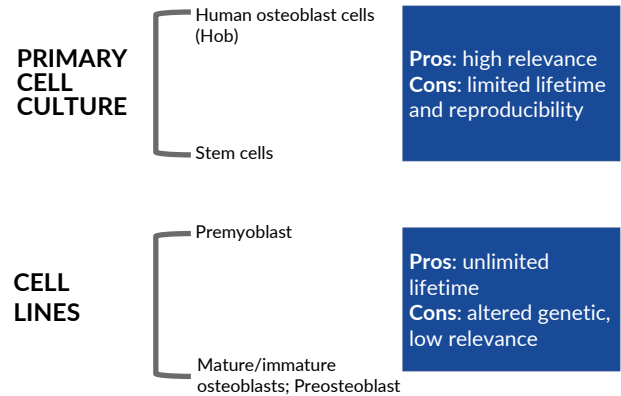 PRIMARY
CELL
CULTURE
Human osteoblast cells
(Hob)
Stem cells
Pros: high relevance
Cons: limited lifetime
and reproducibility
CELL
LINES
Premyoblast
Mature/immature
osteoblasts; Preosteoblast
Pros: unlimited
lifetime
Cons: altered genetic,
low relevance